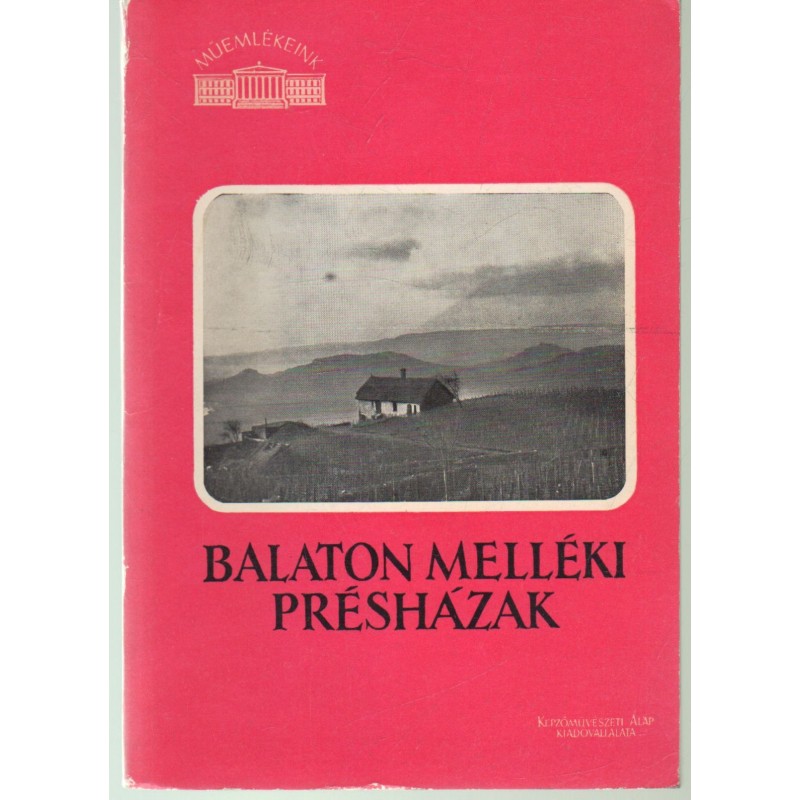 MŰEMLÉKEINK
BALATON MELLÉKI
PRÉSHÁZAK
KÉPZŐMŰVÉSZETI ALAP
KIADÓVÁLLALATA